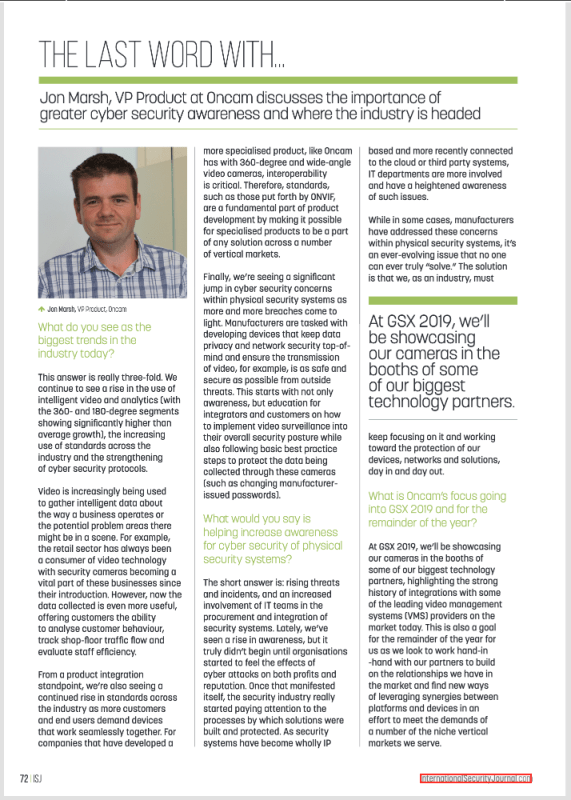 THE LAST WORD WITH...
Jon Marsh, VP Product at Oncam discusses the importance of
greater cyber security awareness and where the industry is headed
Jon Marsh, VP Product, Oncam
What do you see as the
biggest trends in the
industry today?
This answer is really three-fold. We
continue to see a rise in the use of
intelligent video and analytics (with
the 360- and 180-degree segments
showing significantly higher than
average growth), the increasing
use of standards across the
industry and the strengthening
of cyber security protocols.
Video is increasingly being used
to gather intelligent data about
the way a business operates or
the potential problem areas there
might be in a scene. For example,
the retail sector has always been
a consumer of video technology
with security cameras becoming a
vital part of these businesses since
their introduction. However, now the
data collected is even more useful,
offering customers the ability
to analyse customer behaviour,
track shop-floor traffic flow and
evaluate staff efficiency.
From a product integration
standpoint, we're also seeing a
continued rise in standards across
the industry as more customers
and end users demand devices
that work seamlessly together. For
companies that have developed a
more specialised product, like Oncam
has with 360-degree and wide-angle
video cameras, interoperability
is critical. Therefore, standards,
such as those put forth by ONVIF,
are a fundamental part of product
development by making it possible
for specialised products to be a part
of any solution across a number
of vertical markets.
Finally, we're seeing a significant
jump in cyber security concerns
within physical security systems as
more and more breaches come to
light. Manufacturers are tasked with
developing devices that keep data
privacy and network security top-of-
mind and ensure the transmission
of video, for example, is as safe and
secure as possible from outside
threats. This starts with not only
awareness, but education for
integrators and customers on how
to implement video surveillance into
their overall security posture while
also following basic best practice
steps to protect the data being
collected through these cameras
(such as changing manufacturer-
issued passwords).
What would you say is
helping increase awareness
for cyber security of physical
security systems?
The short answer is: rising threats
and incidents, and an increased
involvement of IT teams in the
procurement and integration of
security systems. Lately, we've
seen a rise in awareness, but it
truly didn't begin until organisations
started to feel the effects of
cyber attacks on both profits and
reputation. Once that manifested
itself, the security industry really
started paying attention to the
processes by which solutions were
built and protected. As security
systems have become wholly IP
based and more recently connected
to the cloud or third party systems,
IT departments are more involved
and have a heightened awareness
of such issues.
While in some cases, manufacturers
have addressed these concerns
within physical security systems, it's
an ever-evolving issue that no one
can ever truly "solve." The solution
is that we, as an industry, must
At GSX 2019, we'll
be showcasing
our cameras in the
booths of some
of our biggest
technology partners.
keep focusing on it and working
toward the protection of our
devices, networks and solutions,
day in and day out.
What is Oncam's focus going
into GSX 2019 and for the
remainder of the year?
At GSX 2019, we'll be showcasing
our cameras in the booths of
some of our biggest technology
partners, highlighting the strong
history of integrations with some
of the leading video management
systems (VMS) providers on the
market today. This is also a goal
for the remainder of the year for
us as we look to work hand-in
-hand with our partners to build
on the relationships we have in
the market and find new ways
of leveraging synergies between
platforms and devices in an
effort to meet the demands of
a number of the niche vertical
markets we serve.
72 | ISJ
internationalsecurityjournal.com